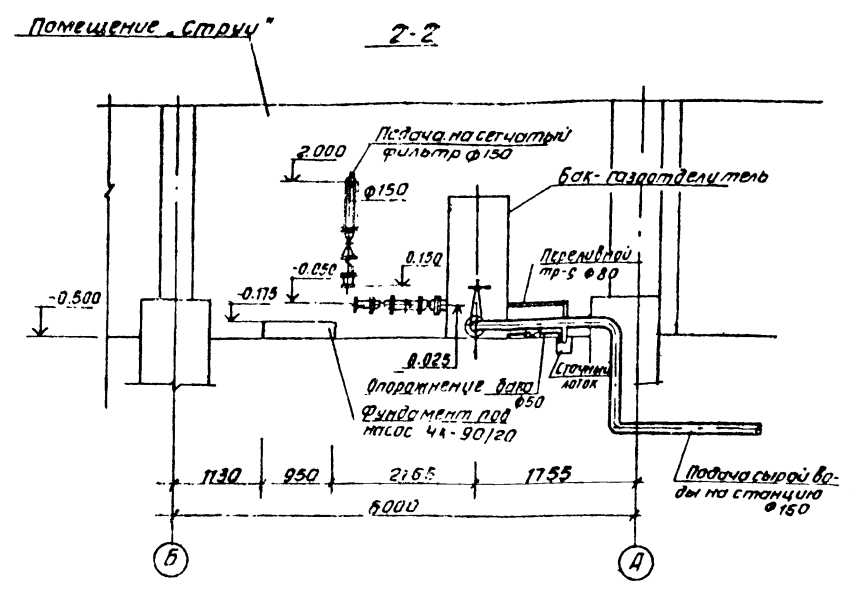 Помещение „Струи"
2-2
Подача на сетчатый
фильтр ф150
2.000
ф150
бак-газоотделитель
Переливной
тр-д ф80
0.150
-0.050
-0.175
-0.500
0.025
Опоражнение бака
ф50
Сточный
лоток
Фундамент под
насос 4к-90/20
1130
950
2165
1755
6000
Подача сырой во-
ды на станцию
ф150
Б
А